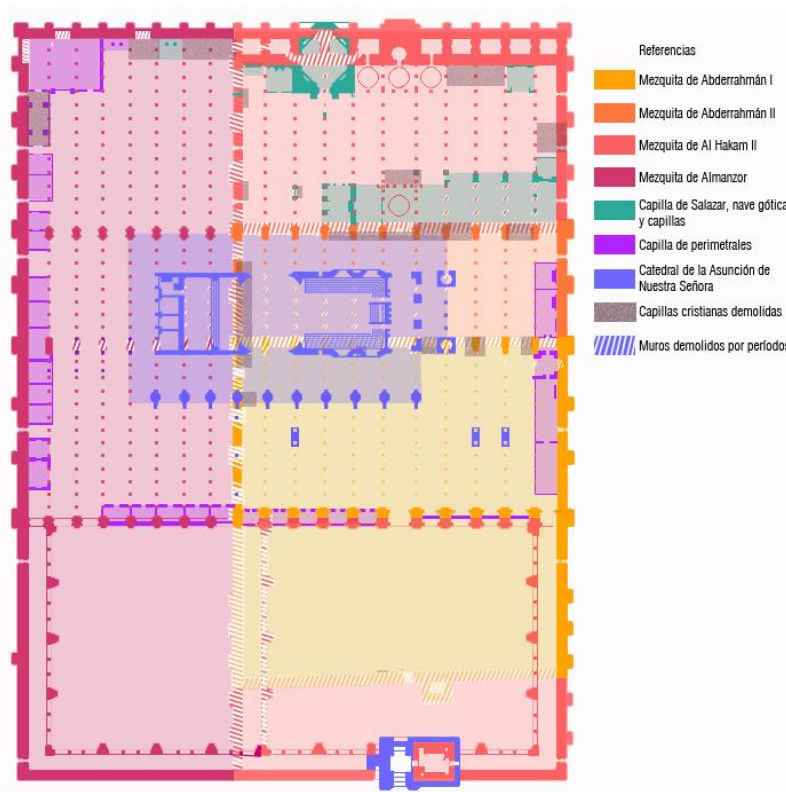 Referencias
Mezquita de Abderrahmán I
Mezquita de Abderrahmán II
Mezquita de Al Hakam II
Mezquita de Almanzor
Capilla de Salazar, nave gótica
y capillas
Capilla de perimetrales
Catedral de la Asunción de
Nuestra Señora
Capillas cristianas demolidas
Muros demolidos por períodos